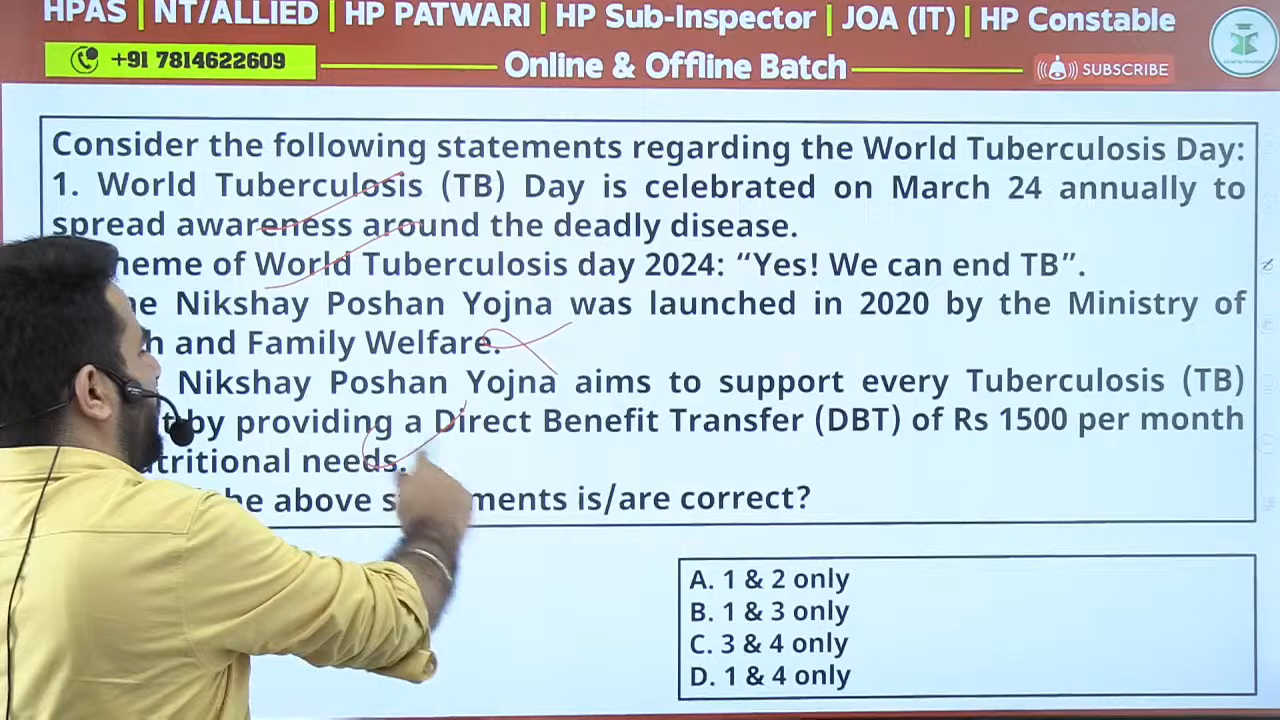 HPAS | NT/ALLIED | HP PATWARI | HP Sub-Inspector | JOA (IT) | HP Constable
+91 7814622609
Online & Offline Batch
SUBSCRIBE
Consider the following statements regarding the World Tuberculosis Day:
1. World Tuberculosis (TB) Day is celebrated on March 24 annually to
spread awareness around the deadly disease.
heme of World Tuberculosis day 2024: “Yes! We can end TB”.
he Nikshay Poshan Yojna was launched in 2020 by the Ministry of
h and Family Welfare.
Nikshay Poshan Yojna aims to support every Tuberculosis (TB)
t by providing a Direct Benefit Transfer (DBT) of Rs 1500 per month
tritional needs.
he above s ments is/are correct?
A. 1 & 2 only
B. 1 & 3 only
C. 3 & 4 only
D. 1 & 4 only